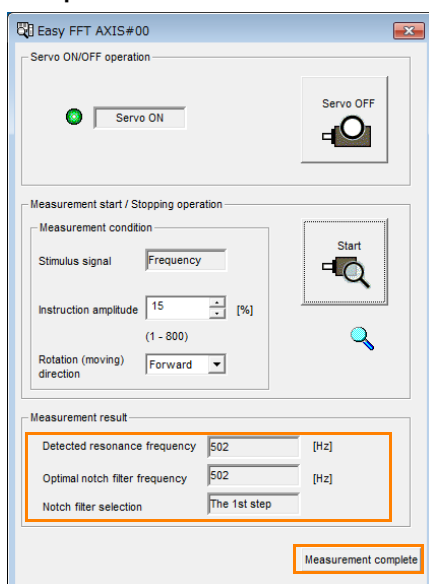 Easy FFT AXIS#00
Servo ON/OFF operation
Servo ON
Servo OFF
Measurement start / Stopping operation
Measurement condition
Stimulus signal Frequency
Start
Instruction amplitude 15 [%]
(1 - 800)
Rotation (moving)
direction Forward
Measurement result
Detected resonance frequency 502 [Hz]
Optimal notch filter frequency 502 [Hz]
Notch filter selection The 1st step
Measurement complete